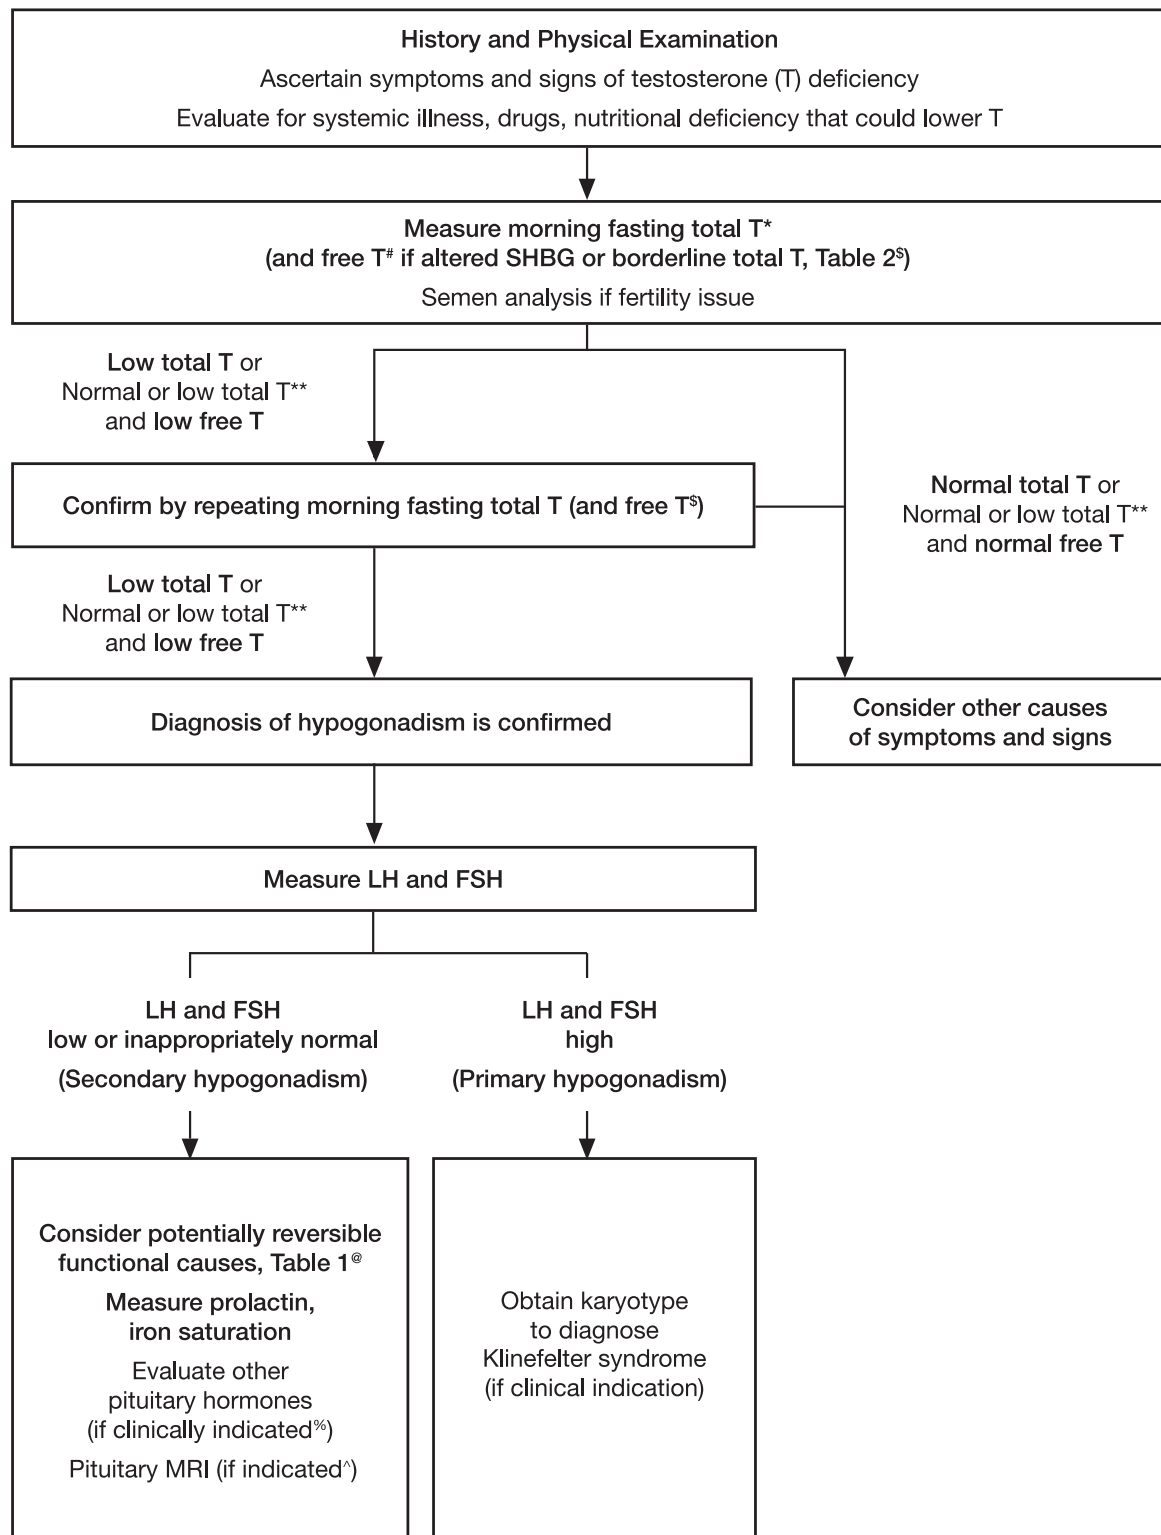 History and Physical Examination
Ascertain symptoms and signs of testosterone (T) deficiency
Evaluate for systemic illness, drugs, nutritional deficiency that could lower T
Measure morning fasting total T*
(and free T# if altered SHBG or borderline total T, Table 2$)
Semen analysis if fertility issue
Low total T or
Normal or low total T**
and low free T
Confirm by repeating morning fasting total T (and free T$)
Normal total T or
Normal or low total T**
and normal free T
Low total T or
Normal or low total T**
and low free T
Diagnosis of hypogonadism is confirmed
Consider other causes
of symptoms and signs
Measure LH and FSH
LH and FSH
low or inappropriately normal
(Secondary hypogonadism)
LH and FSH
high
(Primary hypogonadism)
Consider potentially reversible
functional causes, Table 1@
Measure prolactin,
iron saturation
Evaluate other
pituitary hormones
(if clinically indicated%)
Pituitary MRI (if indicated^)
Obtain karyotype
to diagnose
Klinefelter syndrome
(if clinical indication)